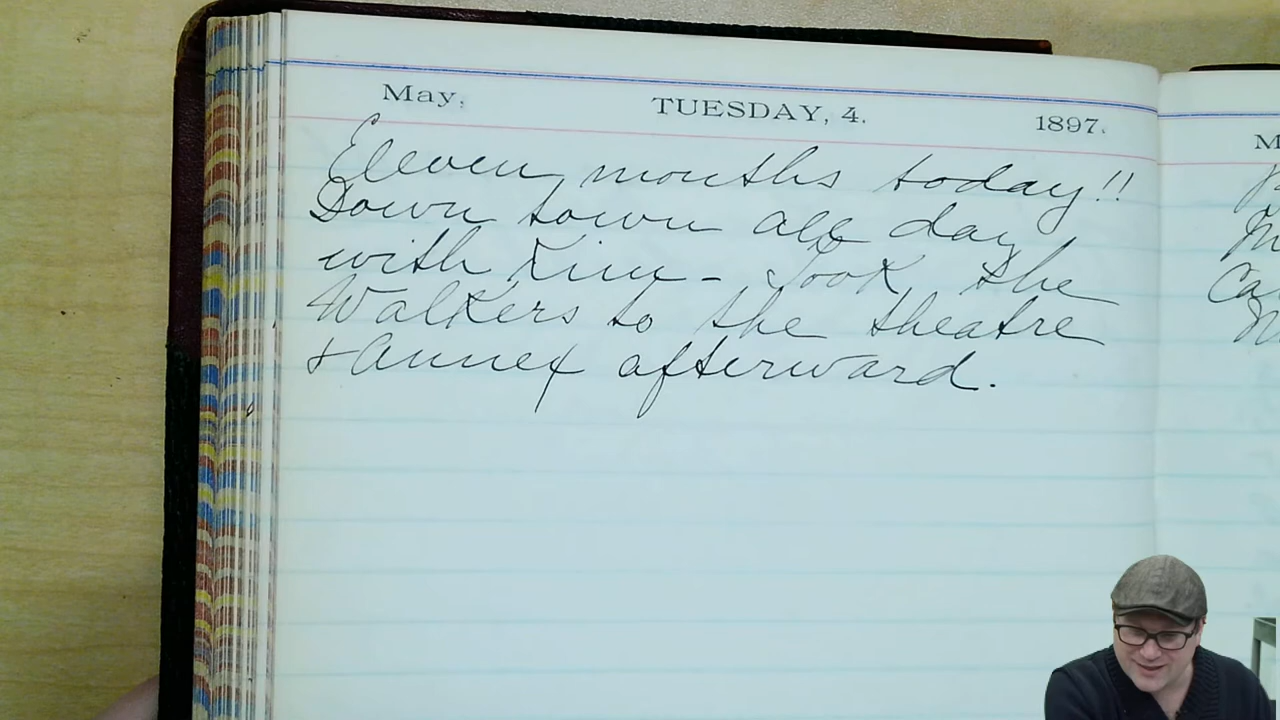 May, TUESDAY, 4. 1897.
Eleven months today!!
Down town all day
with Kim - Took the
Walkers to the theatre
& Annex afterward.
M
Ca